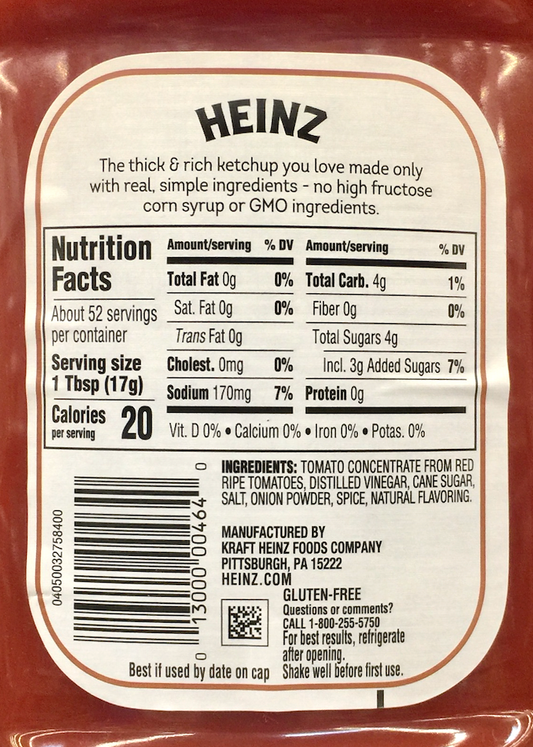 HEINZ
The thick & rich ketchup you love made only
with real, simple ingredients - no high fructose
corn syrup or GMO ingredients.
Nutrition
Facts
About 52 servings
per container
Serving size
1 Tbsp (17g)
Calories 20
per serving
Amount/serving % DV
Total Fat 0g 0%
Sat. Fat 0g 0%
Trans Fat 0g
Cholest. 0mg 0%
Sodium 170mg 7%
Amount/serving % DV
Total Carb. 4g 1%
Fiber 0g 0%
Total Sugars 4g
Incl. 3g Added Sugars 7%
Protein 0g
Vit. D 0% • Calcium 0% • Iron 0% • Potas. 0%
04050032758400
0 13000 00464 0
INGREDIENTS: TOMATO CONCENTRATE FROM RED
RIPE TOMATOES, DISTILLED VINEGAR, CANE SUGAR,
SALT, ONION POWDER, SPICE, NATURAL FLAVORING.
MANUFACTURED BY
KRAFT HEINZ FOODS COMPANY
PITTSBURGH, PA 15222
HEINZ.COM
GLUTEN-FREE
Questions or comments?
CALL 1-800-255-5750
For best results, refrigerate
after opening.
Shake well before first use.
Best if used by date on cap